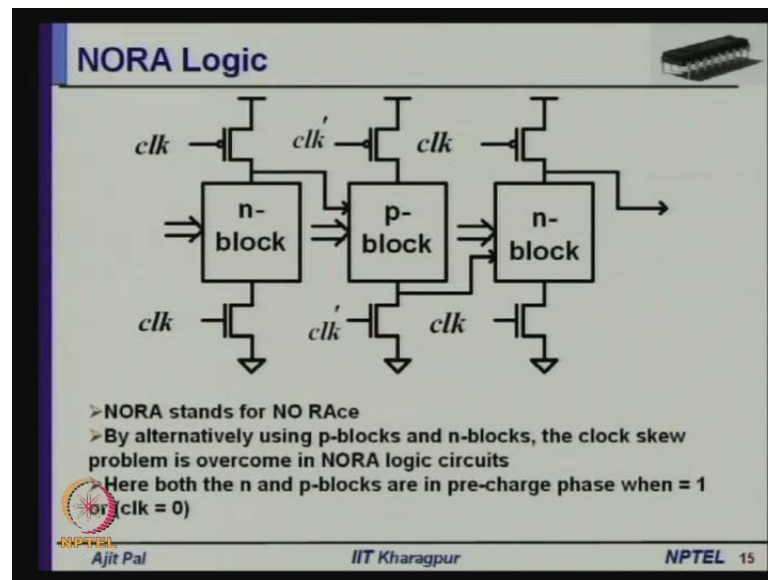 NORA Logic
clk
clk'
clk
n-
block
p-
block
n-
block
clk
clk'
clk
➢NORA stands for NO RAce
➢By alternatively using p-blocks and n-blocks, the clock skew
problem is overcome in NORA logic circuits
➢Here both the n and p-blocks are in pre-charge phase when = 1
or (clk = 0)
NPTEL
Ajit Pal
IIT Kharagpur
NPTEL 15